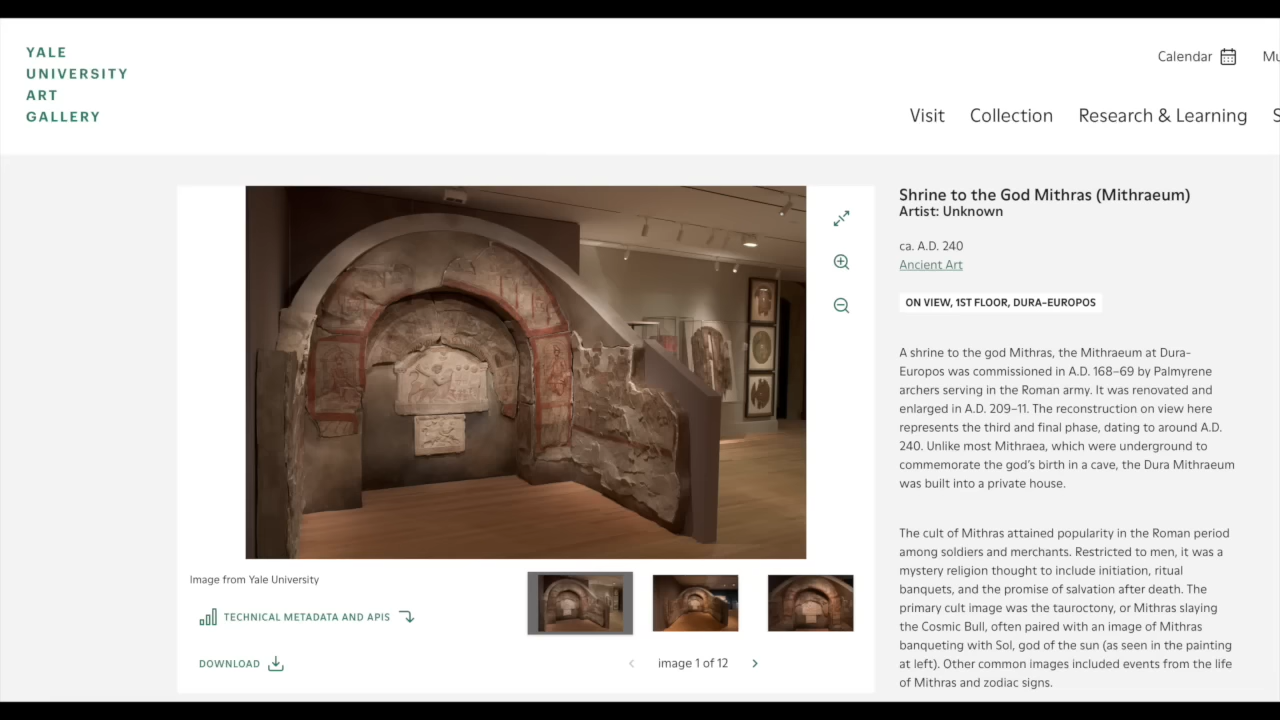 YALE
UNIVERSITY
ART
GALLERY
Calendar
Mu
Visit
Collection
Research & Learning
S
Shrine to the God Mithras (Mithraeum)
Artist: Unknown
ca. A.D. 240
Ancient Art
ON VIEW, 1ST FLOOR, DURA-EUROPOS
A shrine to the god Mithras, the Mithraeum at Dura-
Europos was commissioned in A.D. 168–69 by Palmyrene
archers serving in the Roman army. It was renovated and
enlarged in A.D. 209–11. The reconstruction on view here
represents the third and final phase, dating to around A.D.
240. Unlike most Mithraea, which were underground to
commemorate the god's birth in a cave, the Dura Mithraeum
was built into a private house.
The cult of Mithras attained popularity in the Roman period
among soldiers and merchants. Restricted to men, it was a
mystery religion thought to include initiation, ritual
banquets, and the promise of salvation after death. The
primary cult image was the tauroctony, or Mithras slaying
the Cosmic Bull, often paired with an image of Mithras
banqueting with Sol, god of the sun (as seen in the painting
at left). Other common images included events from the life
of Mithras and zodiac signs.
Image from Yale University
TECHNICAL METADATA AND APIS
DOWNLOAD
image 1 of 12